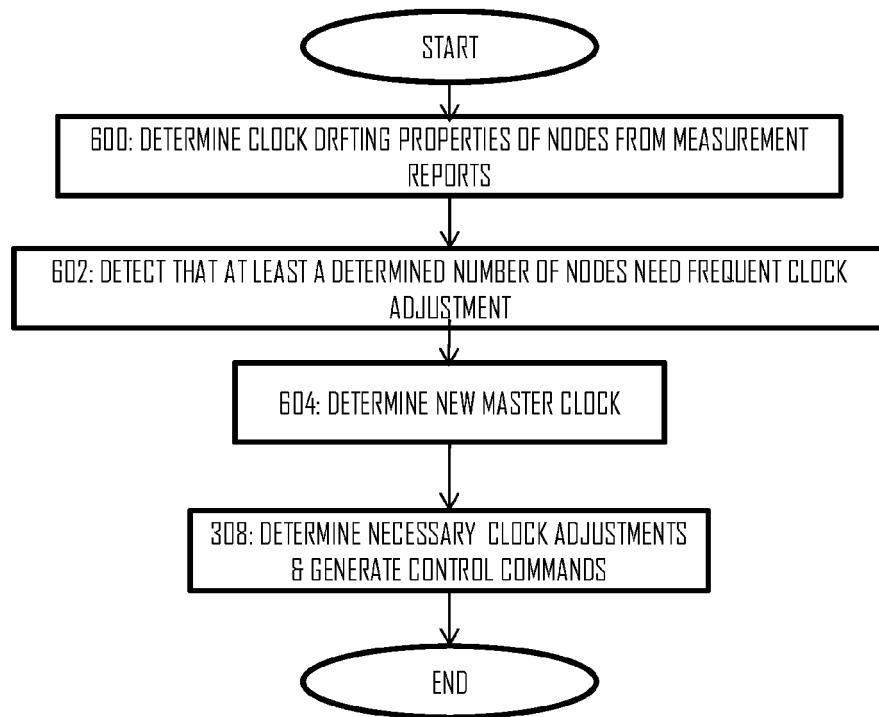 START
600: DETERMINE CLOCK DRFTING PROPERTIES OF NODES FROM MEASUREMENT
REPORTS
602: DETECT THAT AT LEAST A DETERMINED NUMBER OF NODES NEED FREQUENT CLOCK
ADJUSTMENT
604: DETERMINE NEW MASTER CLOCK
308: DETERMINE NECESSARY CLOCK ADJUSTMENTS
& GENERATE CONTROL COMMANDS
END